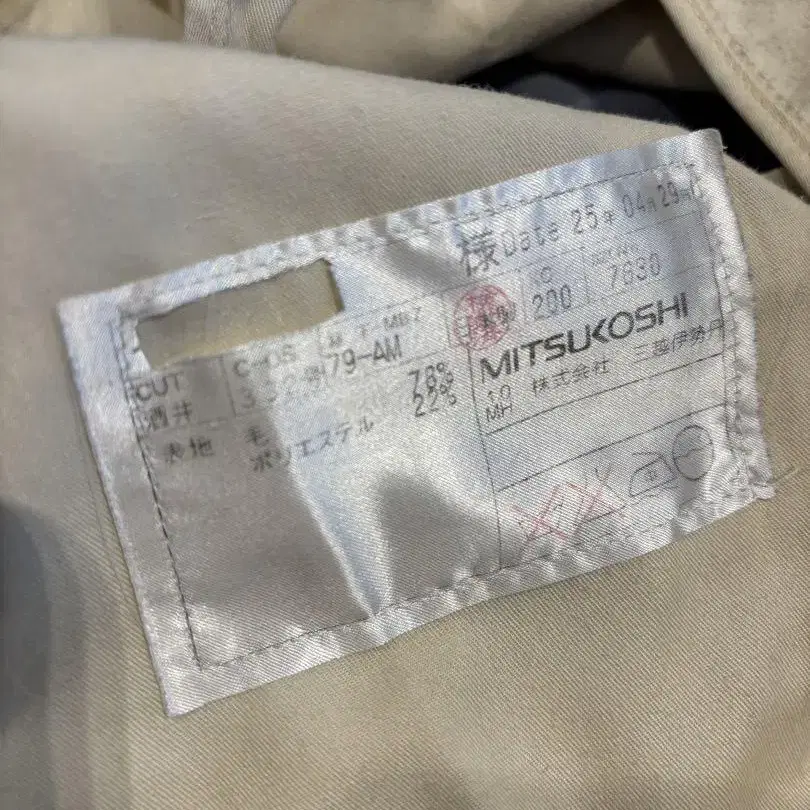 様 Date 25年 04月 29日
CUT
酒井
79-AM
200
7830
MITSUKOSHI
株式会社 三越伊勢丹
表地 毛 78%
ポリエステル 22%